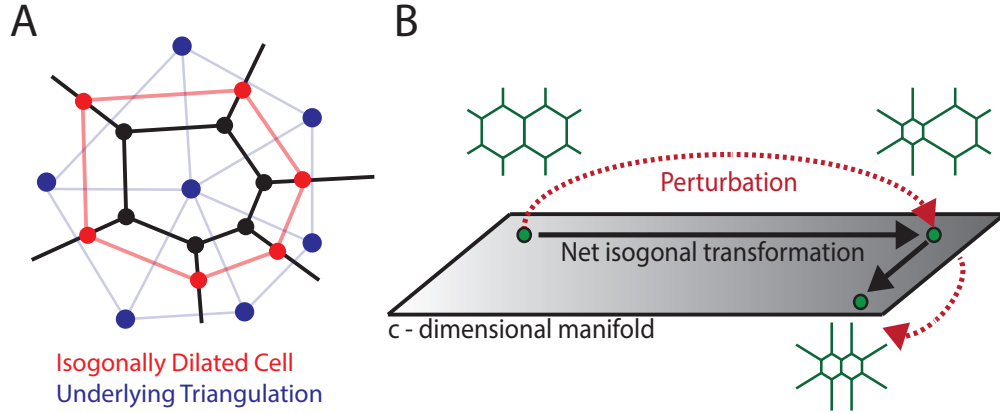 A
Isogonally Dilated Cell
Underlying Triangulation
B
Perturbation
Net isogonal transformation
c - dimensional manifold